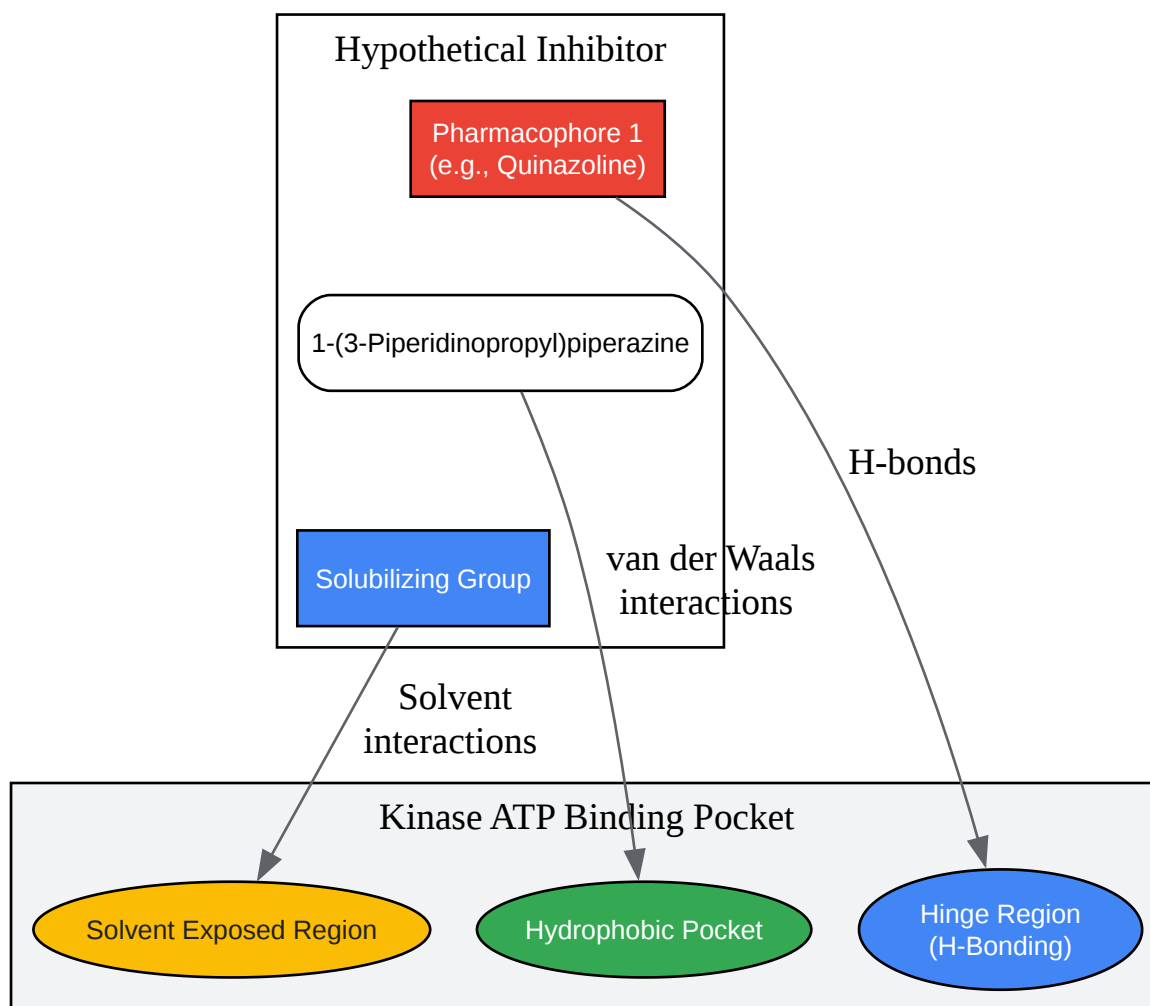 Hypothetical Inhibitor
Pharmacophore 1
(e.g., Quinazoline)
1-(3-Piperidinopropyl)piperazine
H-bonds
van der Waals
interactions
Solubilizing Group
Solvent
interactions
Kinase ATP Binding Pocket
Solvent Exposed Region
Hydrophobic Pocket
Hinge Region
(H-Bonding)